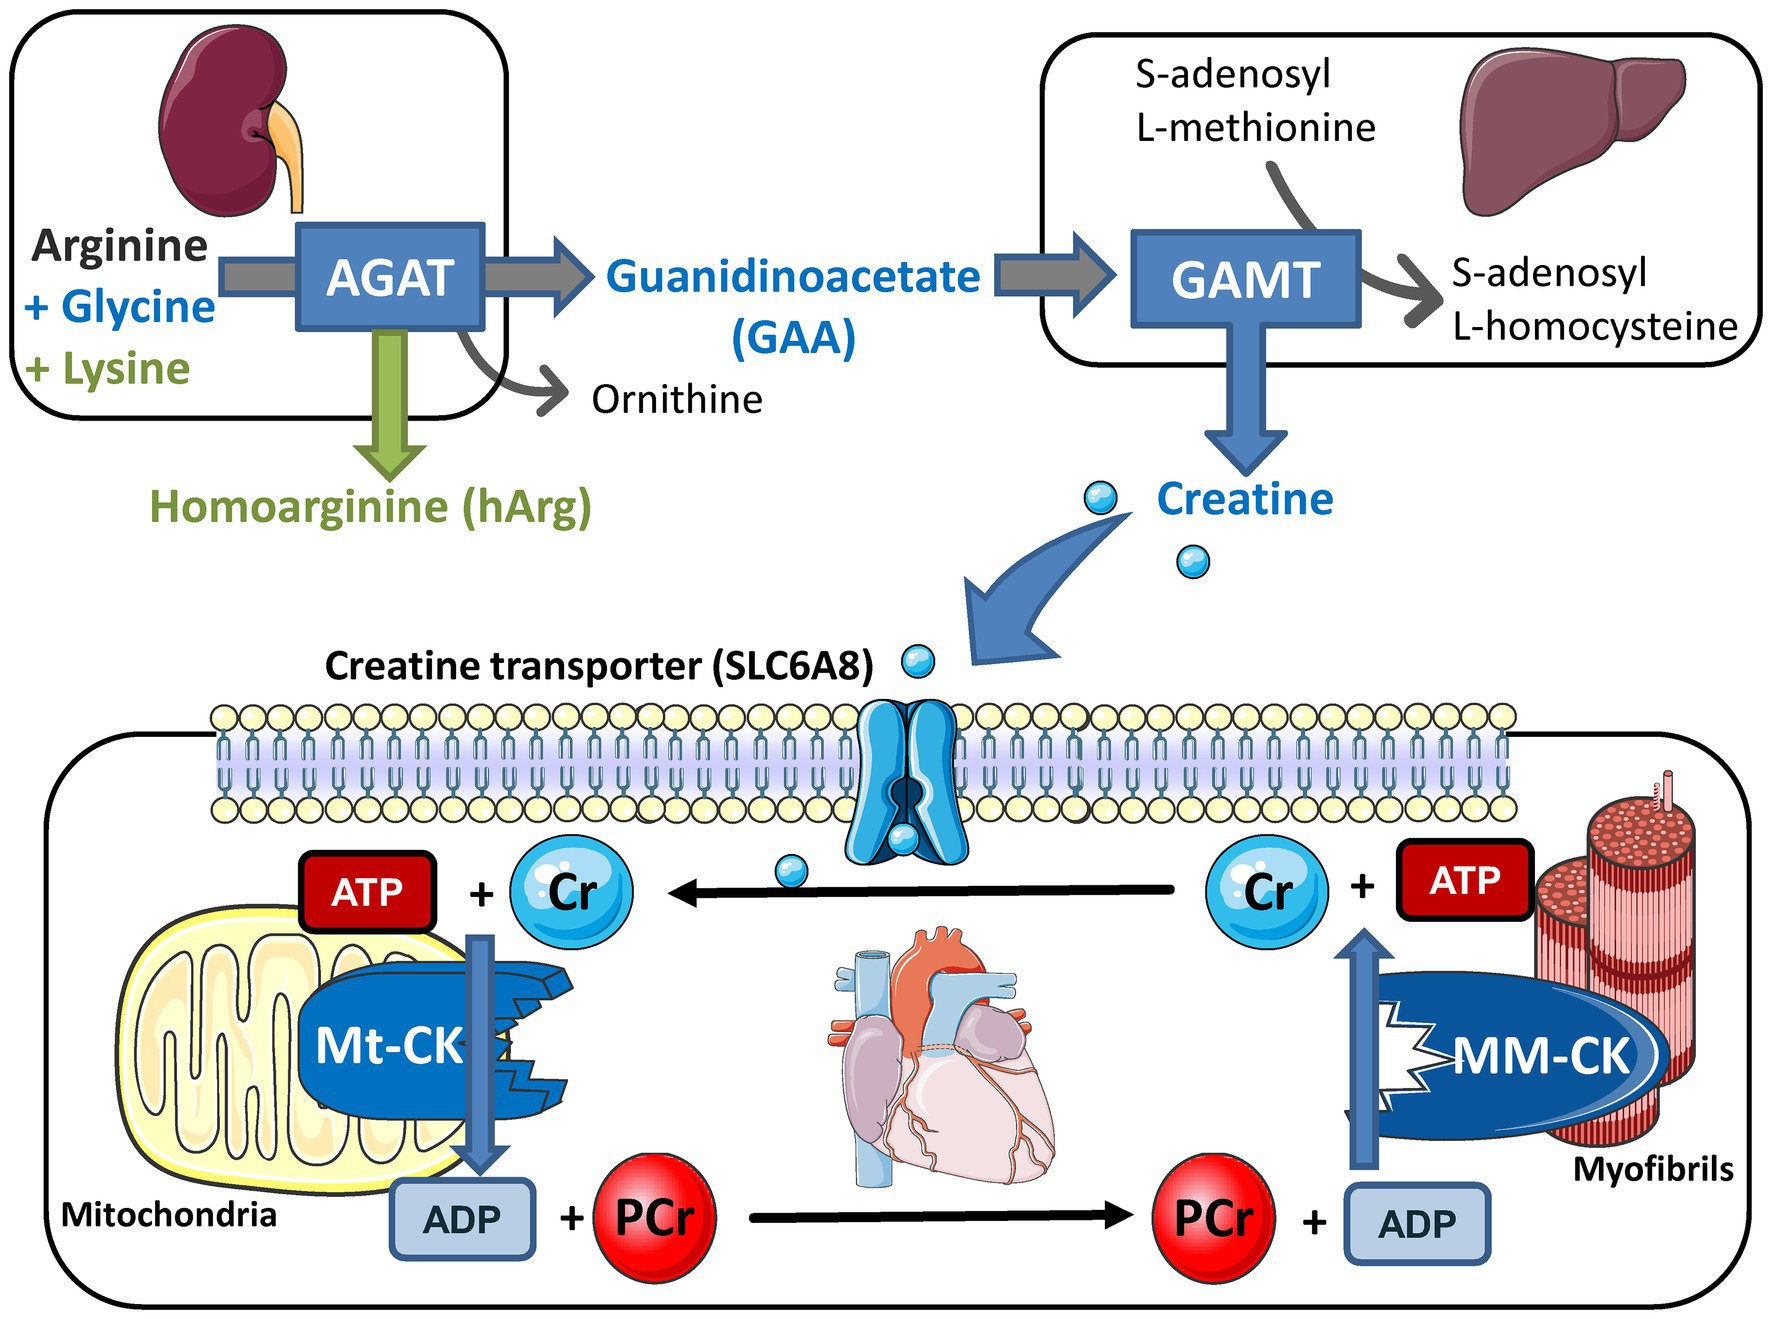 Arginine
+ Glycine
+ Lysine
AGAT
Guanidinoacetate
(GAA)
Ornithine
Homoarginine (hArg)
S-adenosyl
L-methionine
GAMT
S-adenosyl
L-homocysteine
Creatine
Creatine transporter (SLC6A8)
ATP + Cr
Cr + ATP
Mt-CK
MM-CK
Mitochondria
Myofibrils
ADP + PCr
PCr + ADP